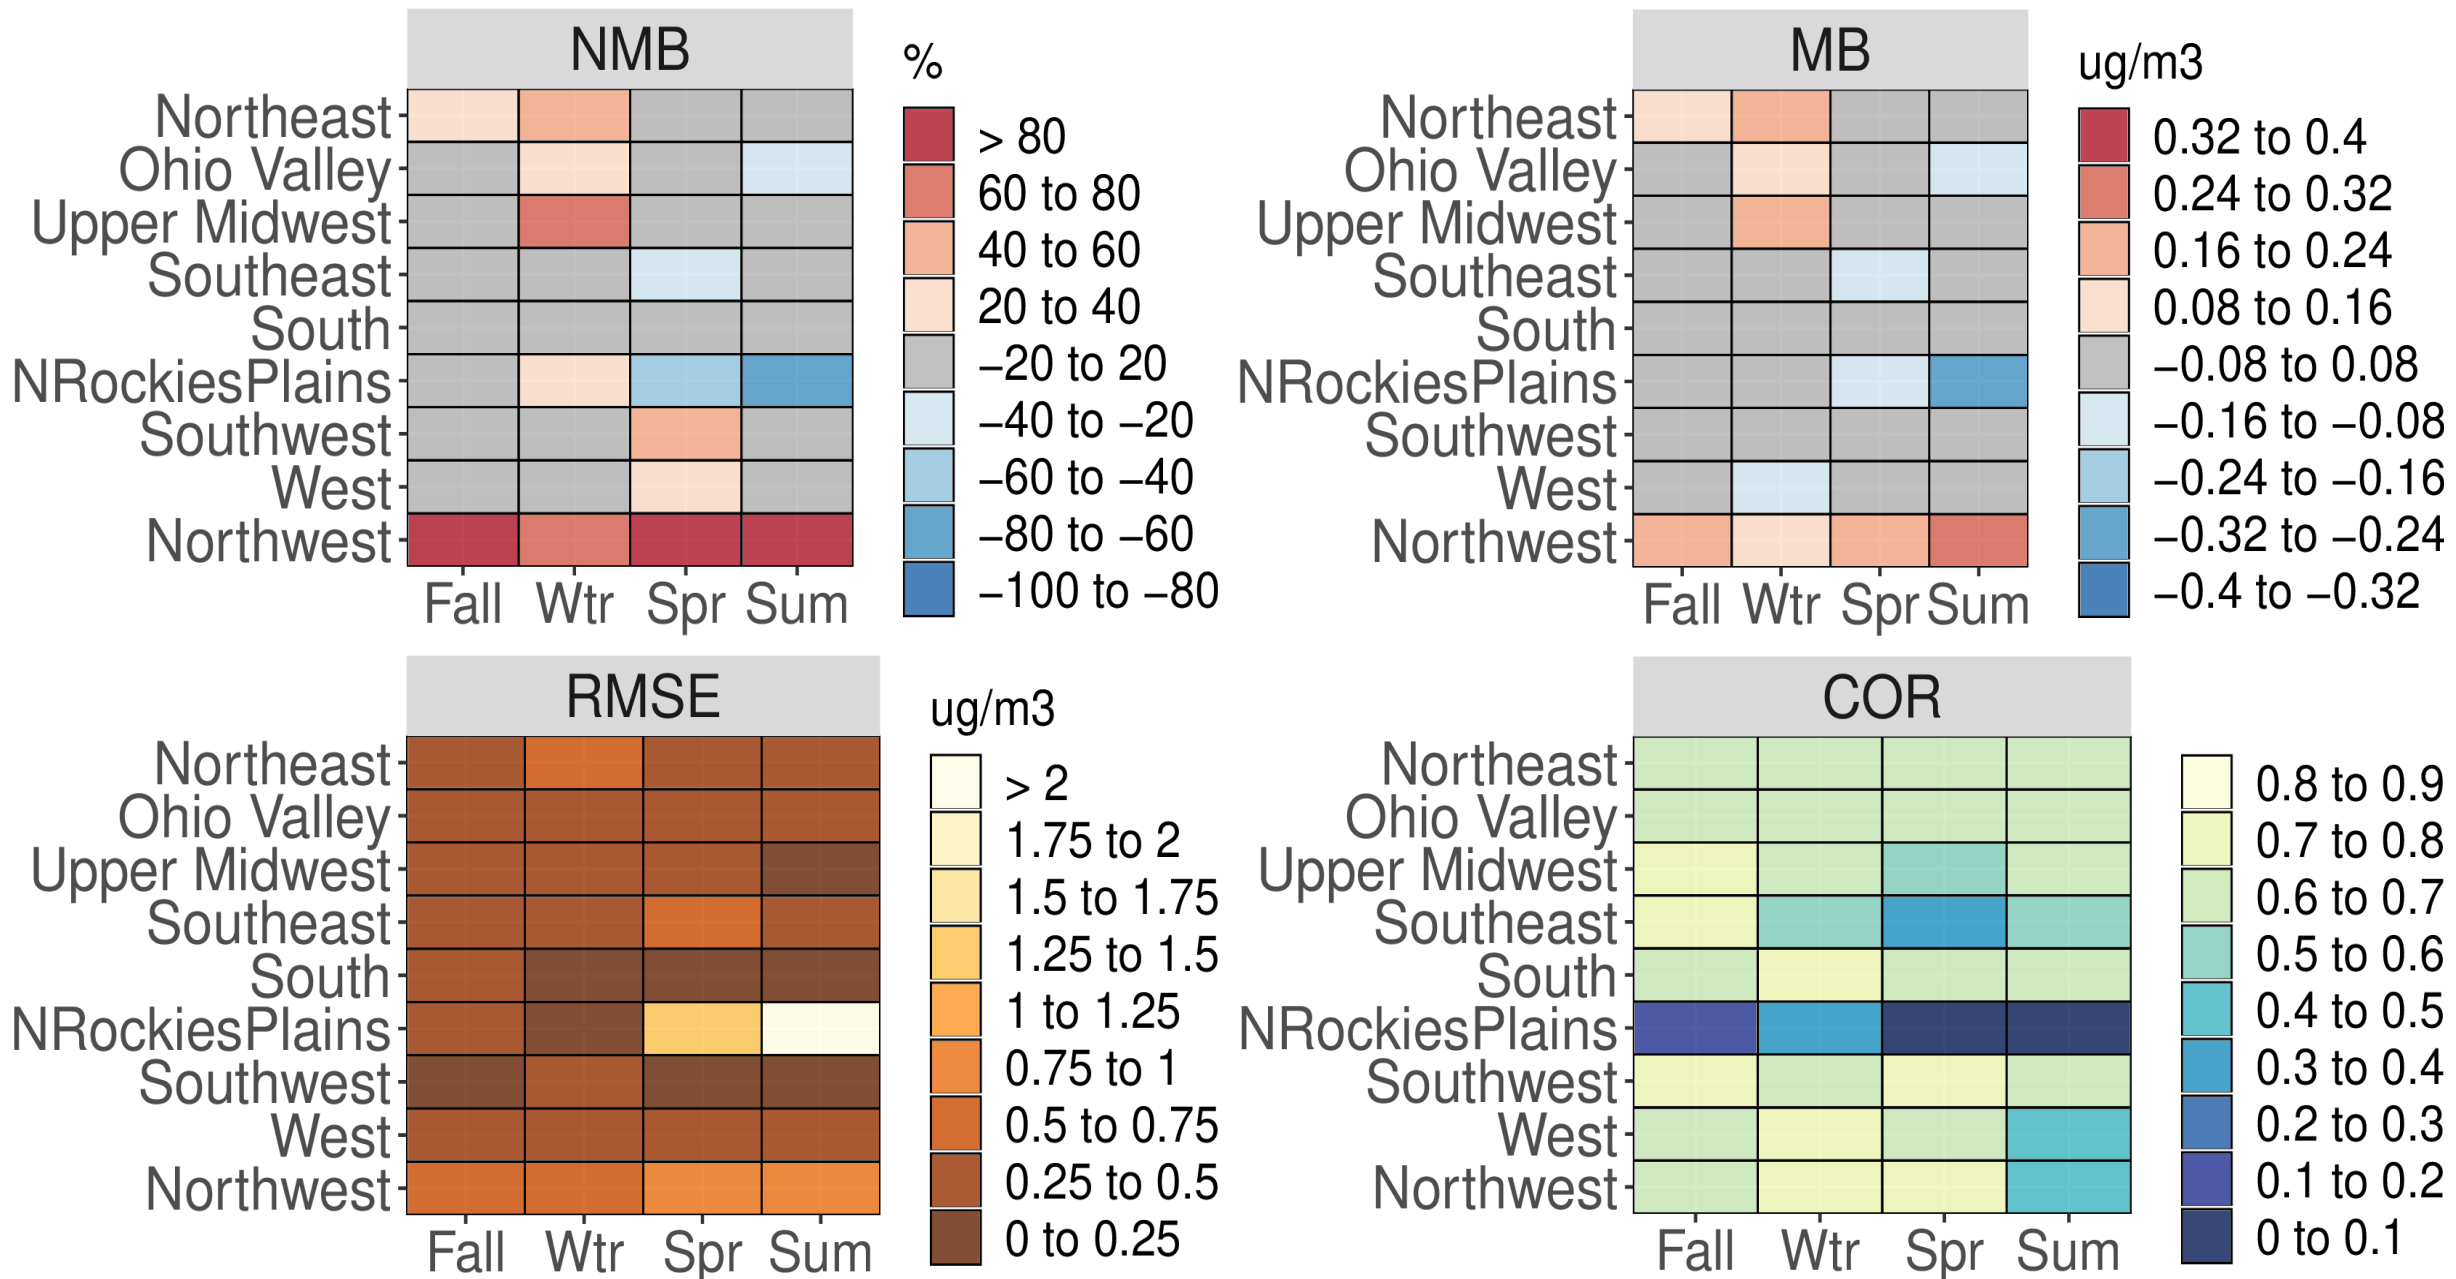 NMB
Northeast
Ohio Valley
Upper Midwest
Southeast
South
NRockiesPlains
Southwest
West
Northwest
Fall Wtr Spr Sum
%
> 80
60 to 80
40 to 60
20 to 40
−20 to 20
−40 to −20
−60 to −40
−80 to −60
−100 to −80
MB
Northeast
Ohio Valley
Upper Midwest
Southeast
South
NRockiesPlains
Southwest
West
Northwest
Fall Wtr Spr Sum
ug/m3
0.32 to 0.4
0.24 to 0.32
0.16 to 0.24
0.08 to 0.16
−0.08 to 0.08
−0.16 to −0.08
−0.24 to −0.16
−0.32 to −0.24
−0.4 to −0.32
RMSE
Northeast
Ohio Valley
Upper Midwest
Southeast
South
NRockiesPlains
Southwest
West
Northwest
Fall Wtr Spr Sum
ug/m3
> 2
1.75 to 2
1.5 to 1.75
1.25 to 1.5
1 to 1.25
0.75 to 1
0.5 to 0.75
0.25 to 0.5
0 to 0.25
COR
Northeast
Ohio Valley
Upper Midwest
Southeast
South
NRockiesPlains
Southwest
West
Northwest
Fall Wtr Spr Sum
0.8 to 0.9
0.7 to 0.8
0.6 to 0.7
0.5 to 0.6
0.4 to 0.5
0.3 to 0.4
0.2 to 0.3
0.1 to 0.2
0 to 0.1